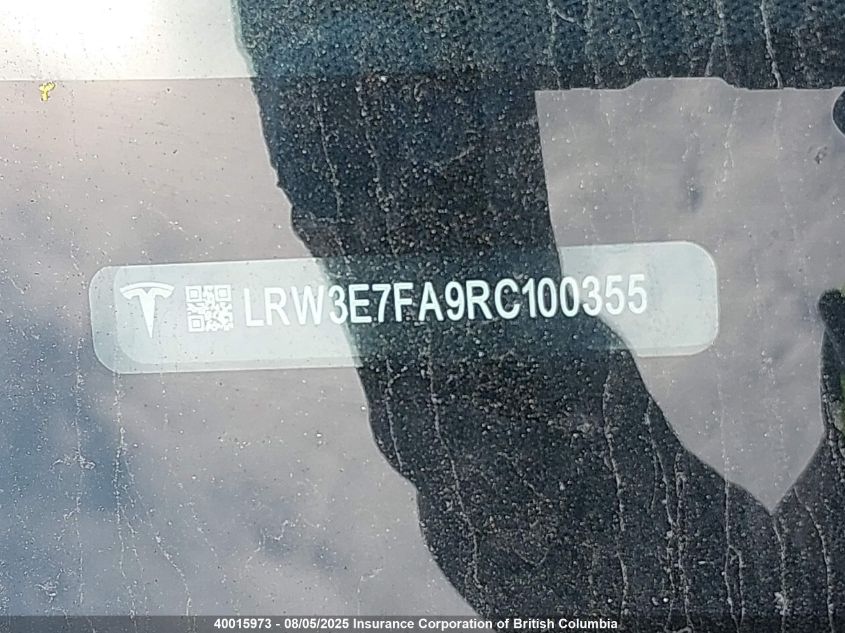 LRW3E7FA9RC100355
40015973 - 08/05/2025 Insurance Corporation of British Columbia